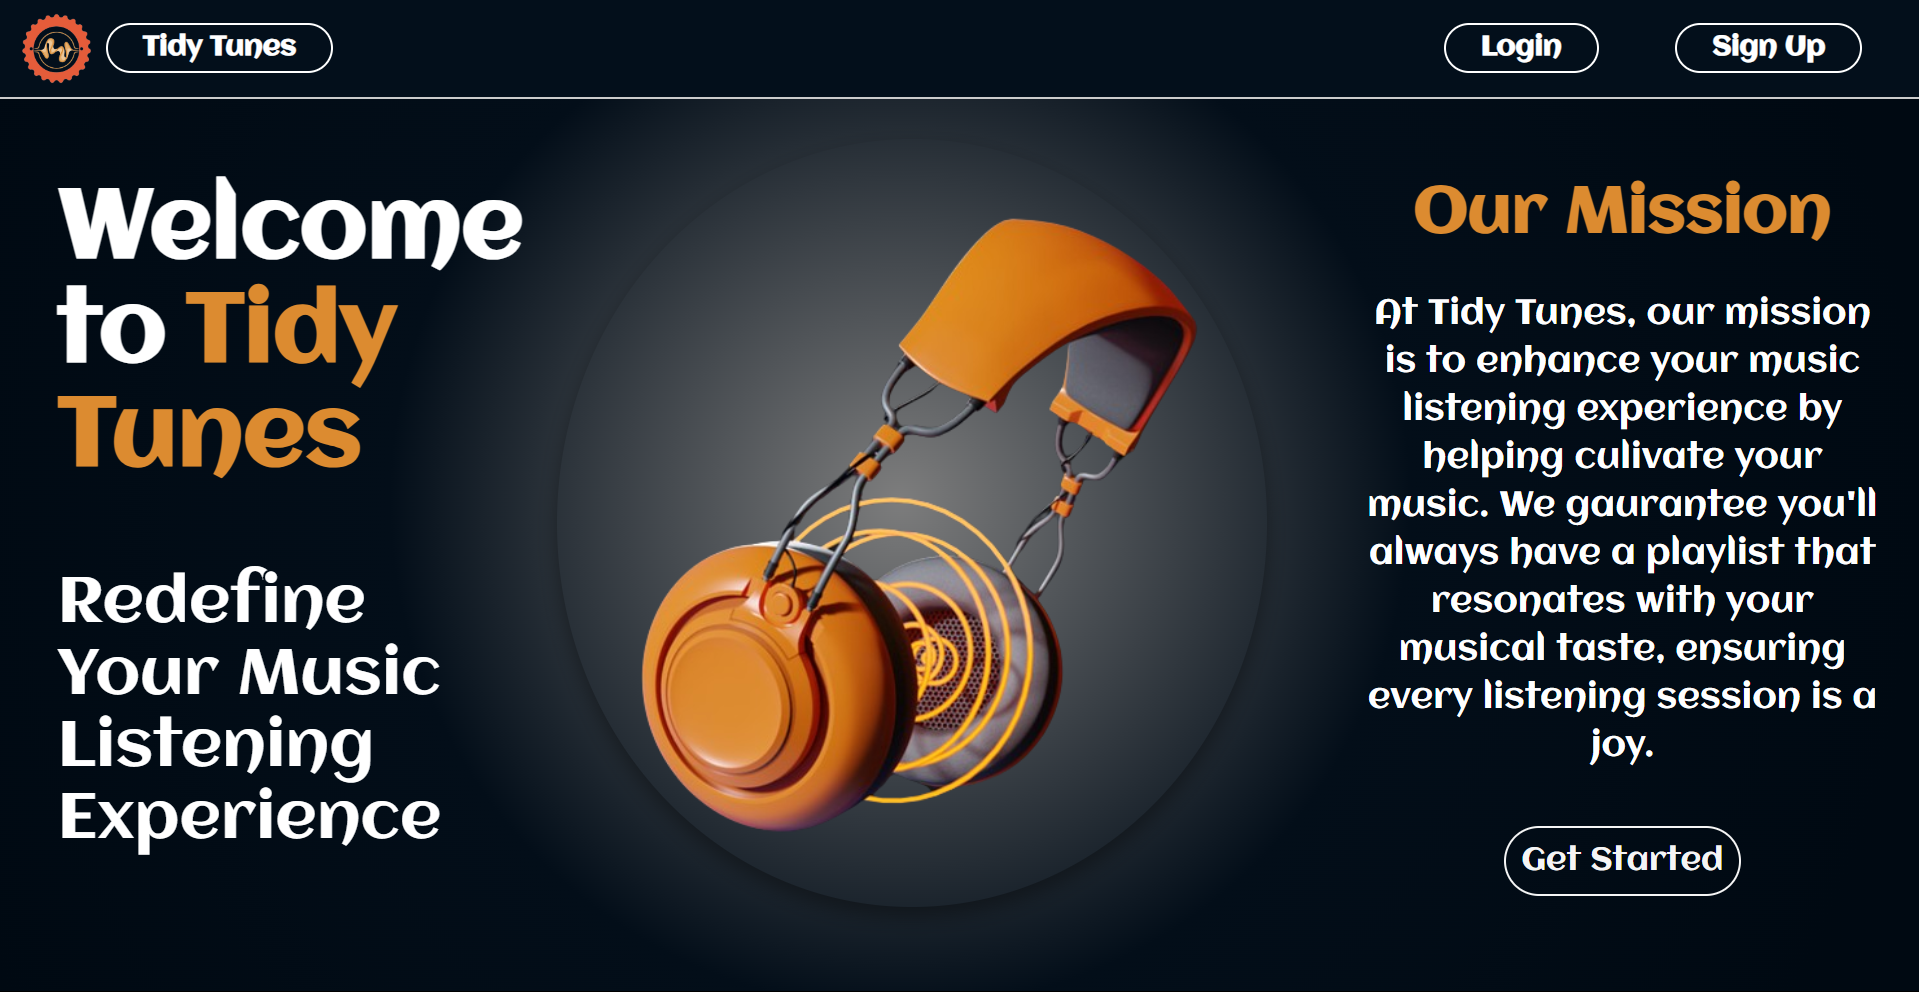 Tidy Tunes
Login
Sign Up
Welcome
to Tidy
Tunes
Redefine
Your Music
Listening
Experience
Our Mission
At Tidy Tunes, our mission
is to enhance your music
listening experience by
helping culivate your
music. We gaurantee you'll
always have a playlist that
resonates with your
musical taste, ensuring
every listening session is a
joy.
Get Started